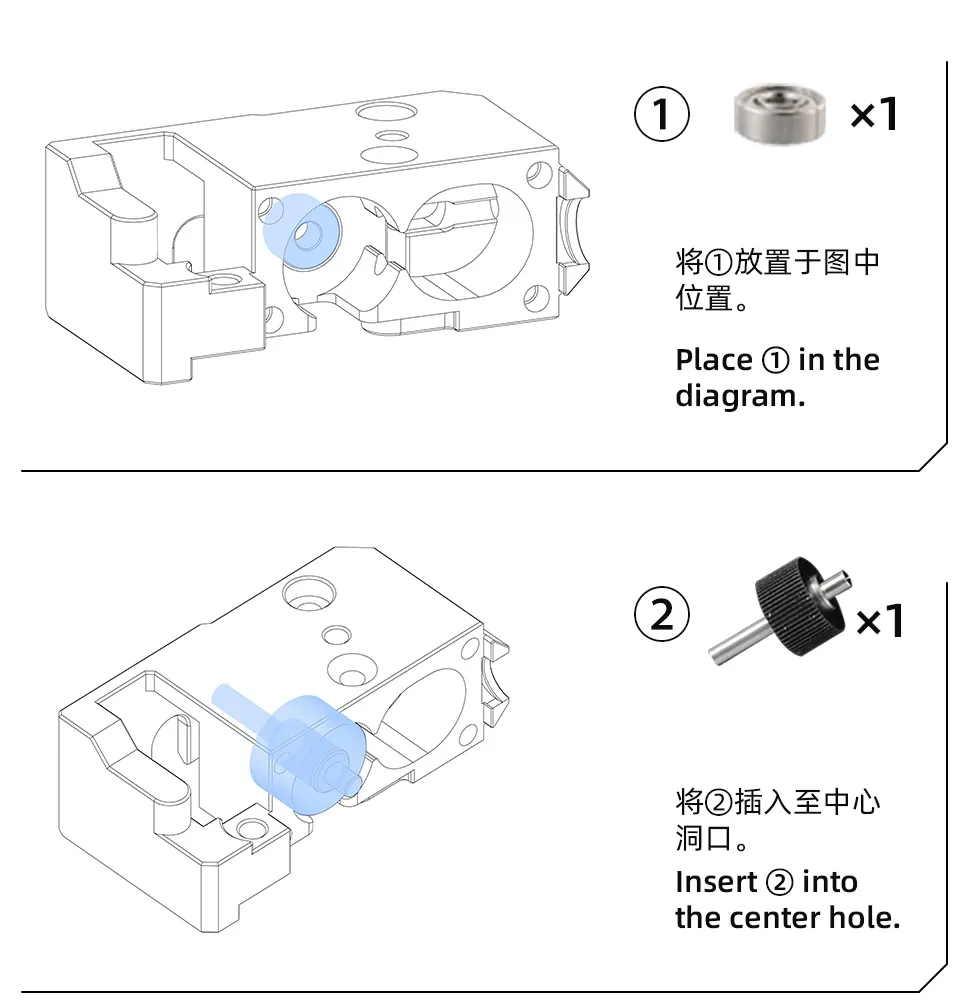 ① ×1
将①放置于图中
位置。
Place ① in the
diagram.
② ×1
将②插入至中心
洞口。
Insert ② into
the center hole.